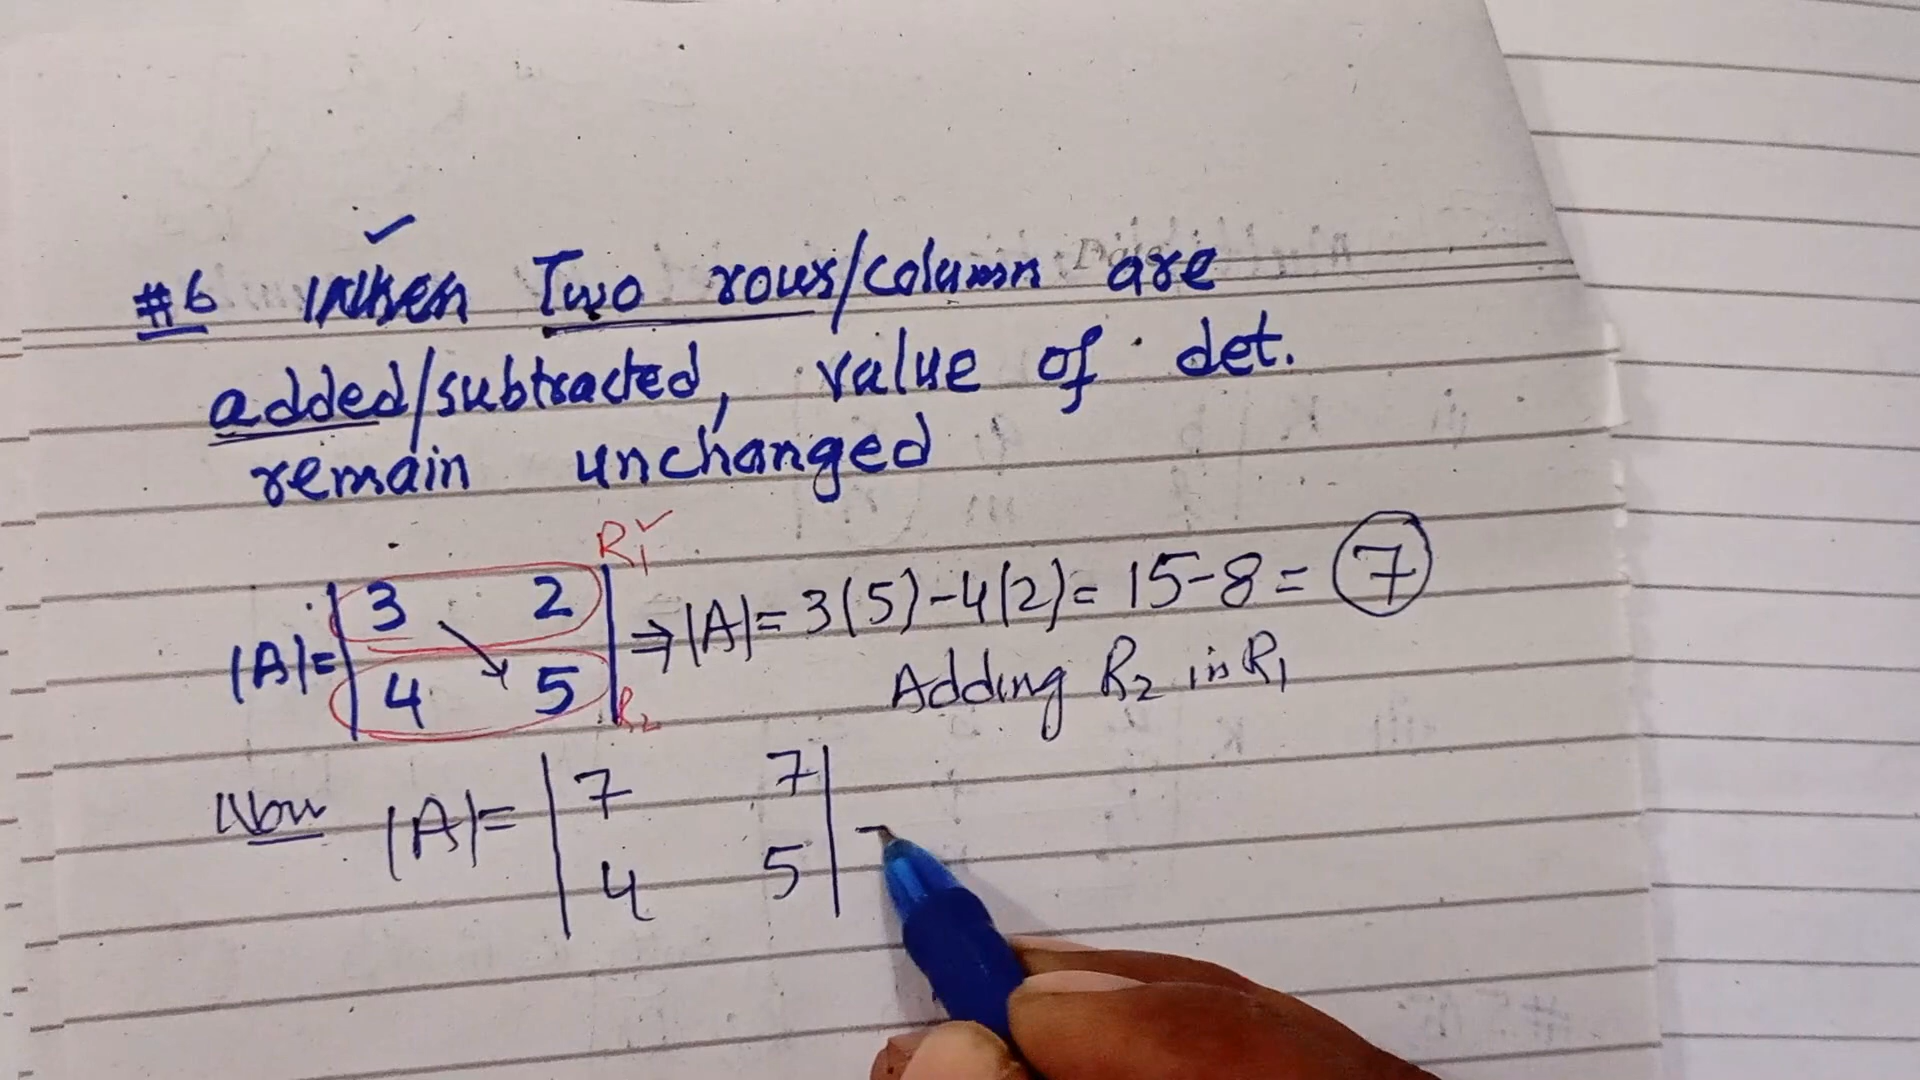 #6 When Two rows/column are
added/subtracted, value of det.
remain unchanged
R1
|A|= | 3 2 | ⇒ |A|= 3(5)-4(2)= 15-8= 7
| 4 5 | R2
Adding R2 in R1
Now |A|= | 7 7 |
| 4 5 |